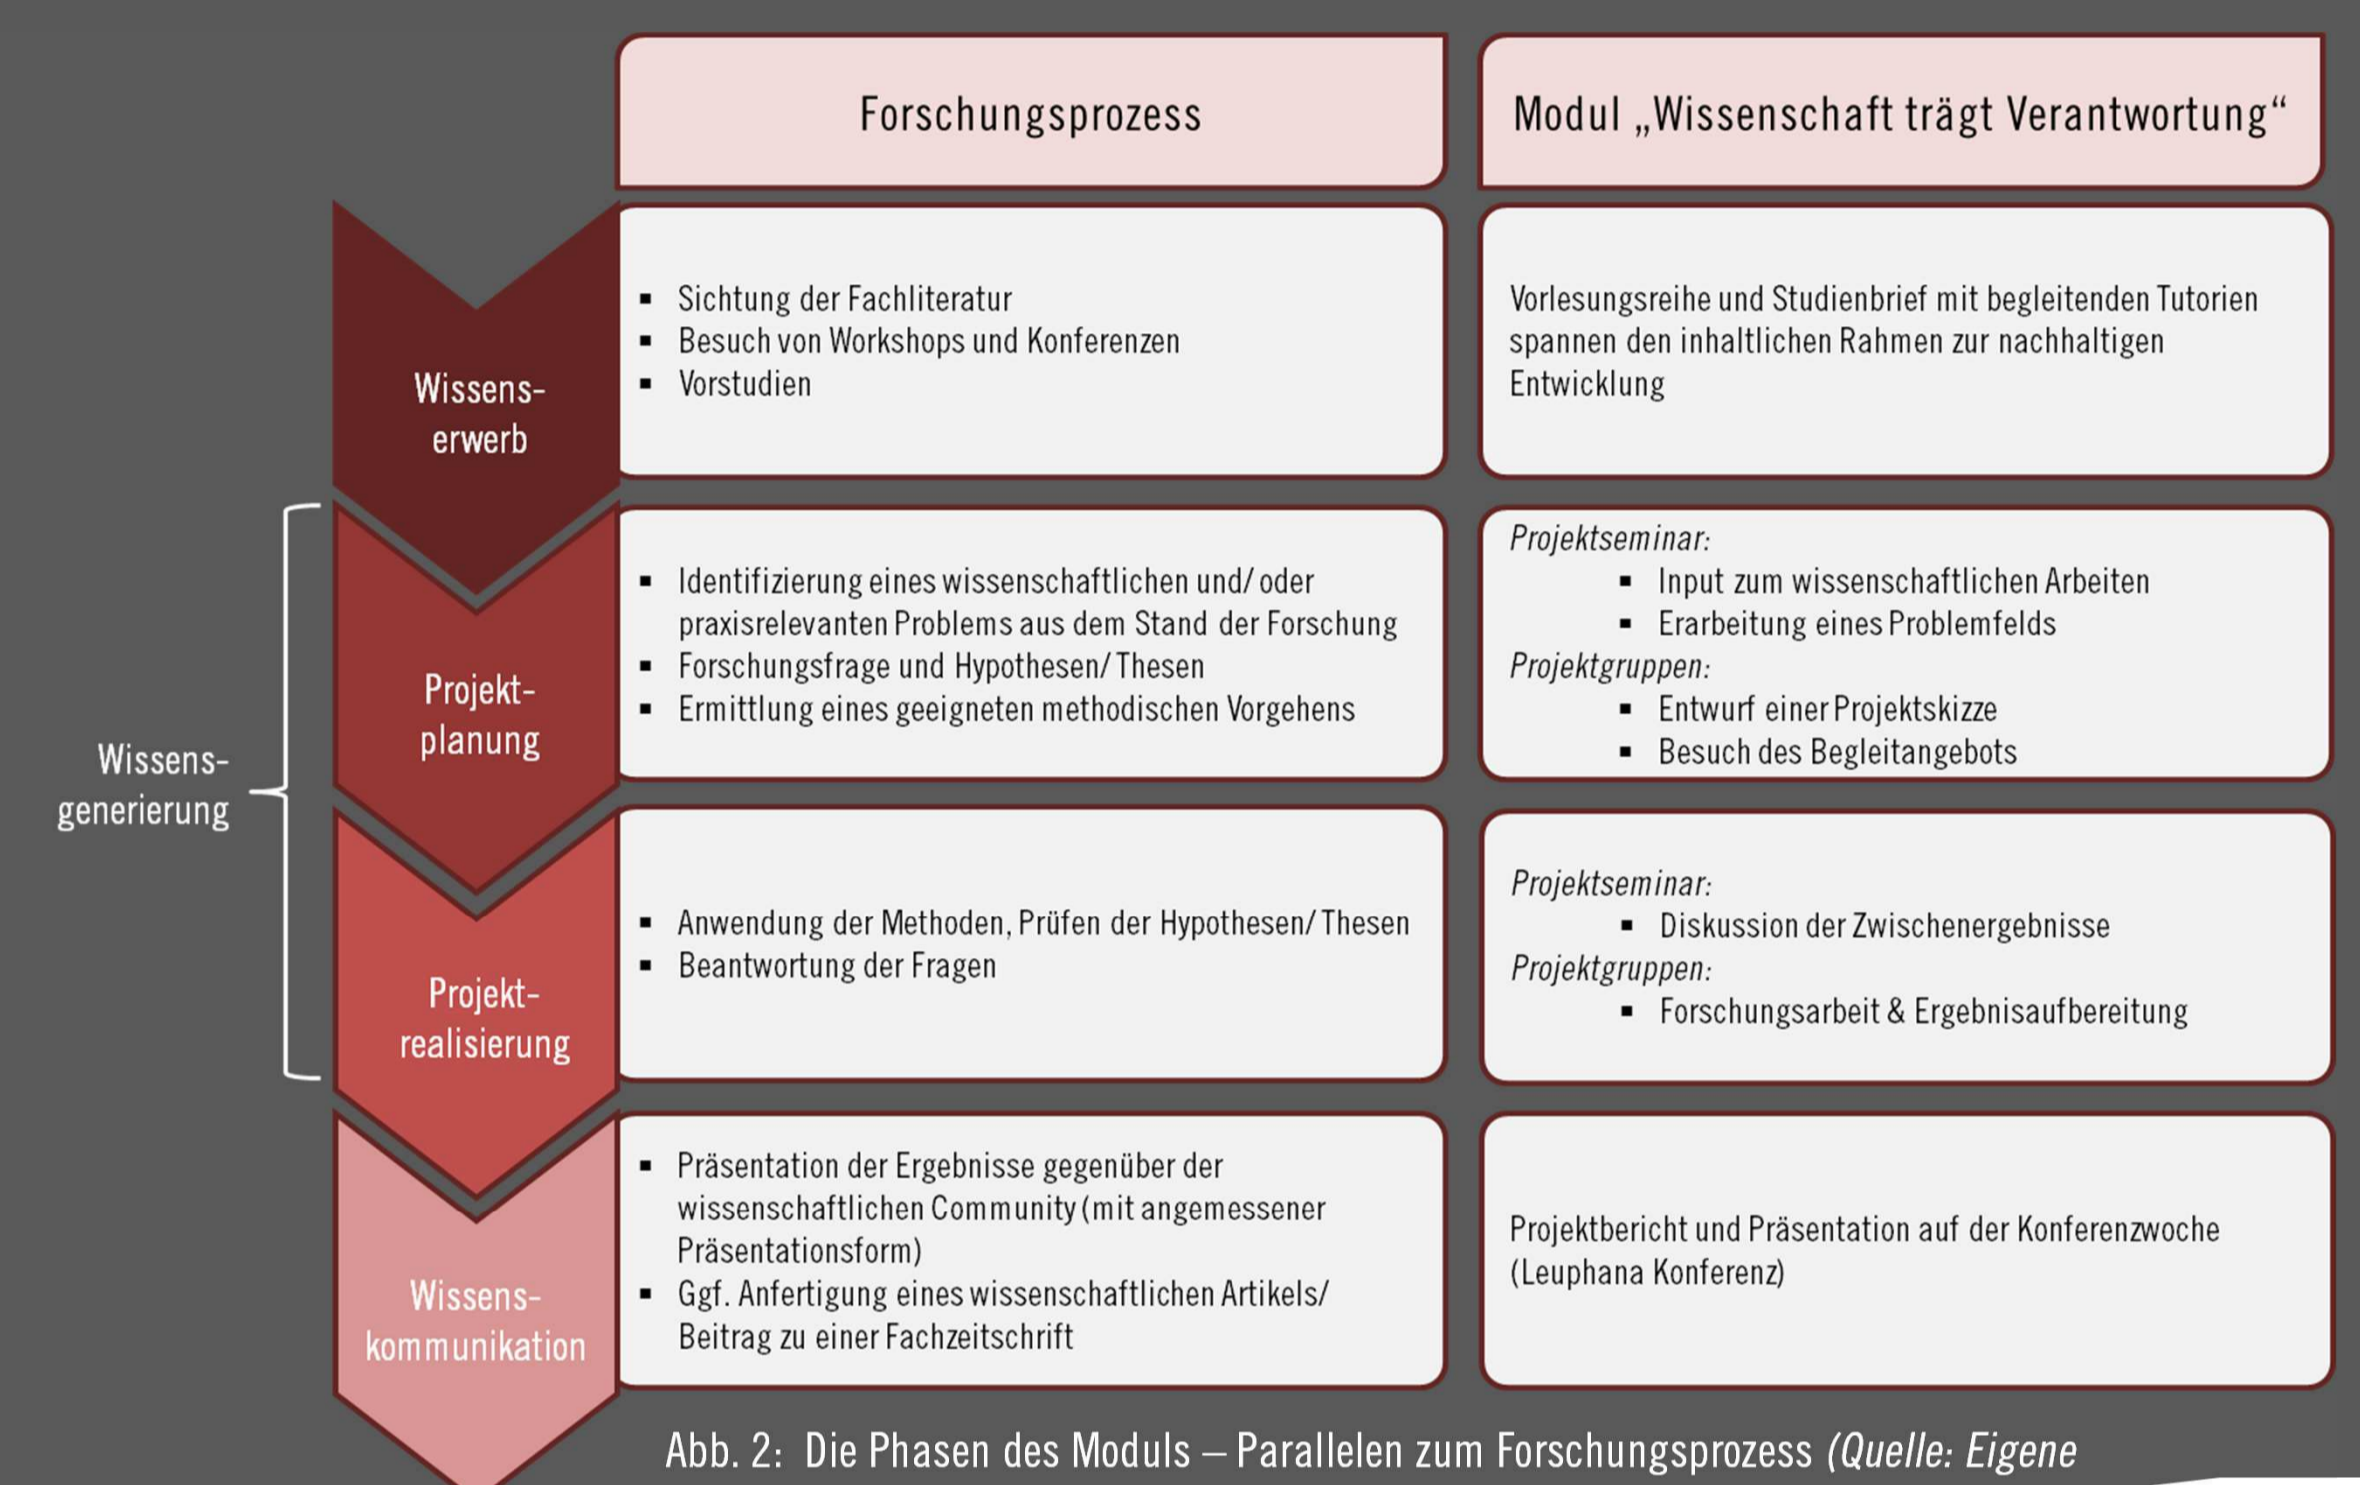 Forschungsprozess
Modul „Wissenschaft trägt Verantwortung“
Wissens-
erwerb
▪ Sichtung der Fachliteratur
▪ Besuch von Workshops und Konferenzen
▪ Vorstudien
Vorlesungsreihe und Studienbrief mit begleitenden Tutorien
spannen den inhaltlichen Rahmen zur nachhaltigen
Entwicklung
Wissens-
generierung
Projekt-
planung
▪ Identifizierung eines wissenschaftlichen und/ oder
praxisrelevanten Problems aus dem Stand der Forschung
▪ Forschungsfrage und Hypothesen/ Thesen
▪ Ermittlung eines geeigneten methodischen Vorgehens
Projektseminar:
▪ Input zum wissenschaftlichen Arbeiten
▪ Erarbeitung eines Problemfelds
Projektgruppen:
▪ Entwurf einer Projektskizze
▪ Besuch des Begleitangebots
Projekt-
realisierung
▪ Anwendung der Methoden, Prüfen der Hypothesen/ Thesen
▪ Beantwortung der Fragen
Projektseminar:
▪ Diskussion der Zwischenergebnisse
Projektgruppen:
▪ Forschungsarbeit & Ergebnisaufbereitung
Wissens-
kommunikation
▪ Präsentation der Ergebnisse gegenüber der
wissenschaftlichen Community (mit angemessener
Präsentationsform)
▪ Ggf. Anfertigung eines wissenschaftlichen Artikels/
Beitrag zu einer Fachzeitschrift
Projektbericht und Präsentation auf der Konferenzwoche
(Leuphana Konferenz)
Abb. 2: Die Phasen des Moduls – Parallelen zum Forschungsprozess (Quelle: Eigene